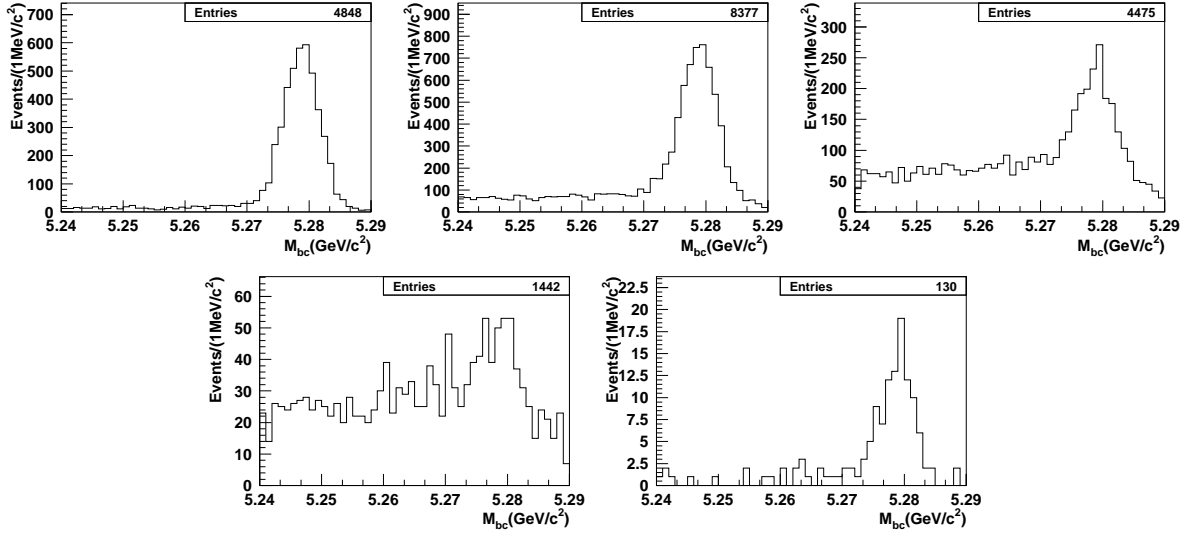 Entries 4848
Events/(1MeV/c²)
0
100
200
300
400
500
600
700
5.24 5.25 5.26 5.27 5.28 5.29
M_bc(GeV/c²)
Entries 8377
Events/(1MeV/c²)
0
100
200
300
400
500
600
700
800
900
5.24 5.25 5.26 5.27 5.28 5.29
M_bc(GeV/c²)
Entries 4475
Events/(1MeV/c²)
0
50
100
150
200
250
300
5.24 5.25 5.26 5.27 5.28 5.29
M_bc(GeV/c²)
Entries 1442
Events/(1MeV/c²)
0
10
20
30
40
50
60
5.24 5.25 5.26 5.27 5.28 5.29
M_bc(GeV/c²)
Entries 130
Events/(1MeV/c²)
0
2.5
5
7.5
10
12.5
15
17.5
20
22.5
5.24 5.25 5.26 5.27 5.28 5.29
M_bc(GeV/c²)